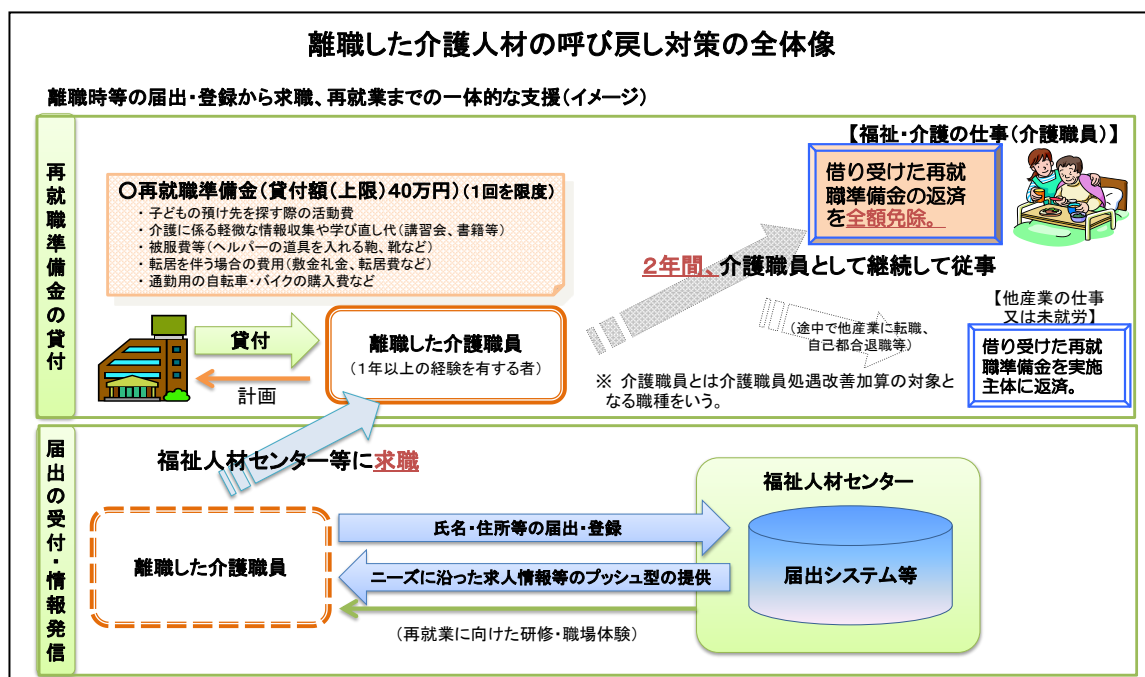 離職した介護人材の呼び戻し対策の全体像
離職時等の届出・登録から求職、再就業までの一体的な支援(イメージ)
再就職準備金の貸付
○再就職準備金(貸付額(上限)40万円)(1回を限度)
・子どもの預け先を探す際の活動費
・介護に係る軽微な情報収集や学び直し代(講習会、書籍等)
・被服費等(ヘルパーの道具を入れる鞄、靴など)
・転居を伴う場合の費用(敷金礼金、転居費など)
・通勤用の自転車・バイクの購入費など
【福祉・介護の仕事(介護職員)】
借り受けた再就
職準備金の返済
を全額免除。
2年間、介護職員として継続して従事
貸付
計画
離職した介護職員
(1年以上の経験を有する者)
(途中で他産業に転職、
自己都合退職等)
【他産業の仕事
又は未就労】
借り受けた再就
職準備金を実施
主体に返済。
※ 介護職員とは介護職員処遇改善加算の対象と
なる職種をいう。
届出の受付・情報発信
福祉人材センター等に求職
離職した介護職員
氏名・住所等の届出・登録
ニーズに沿った求人情報等のプッシュ型の提供
(再就業に向けた研修・職場体験)
福祉人材センター
届出システム等